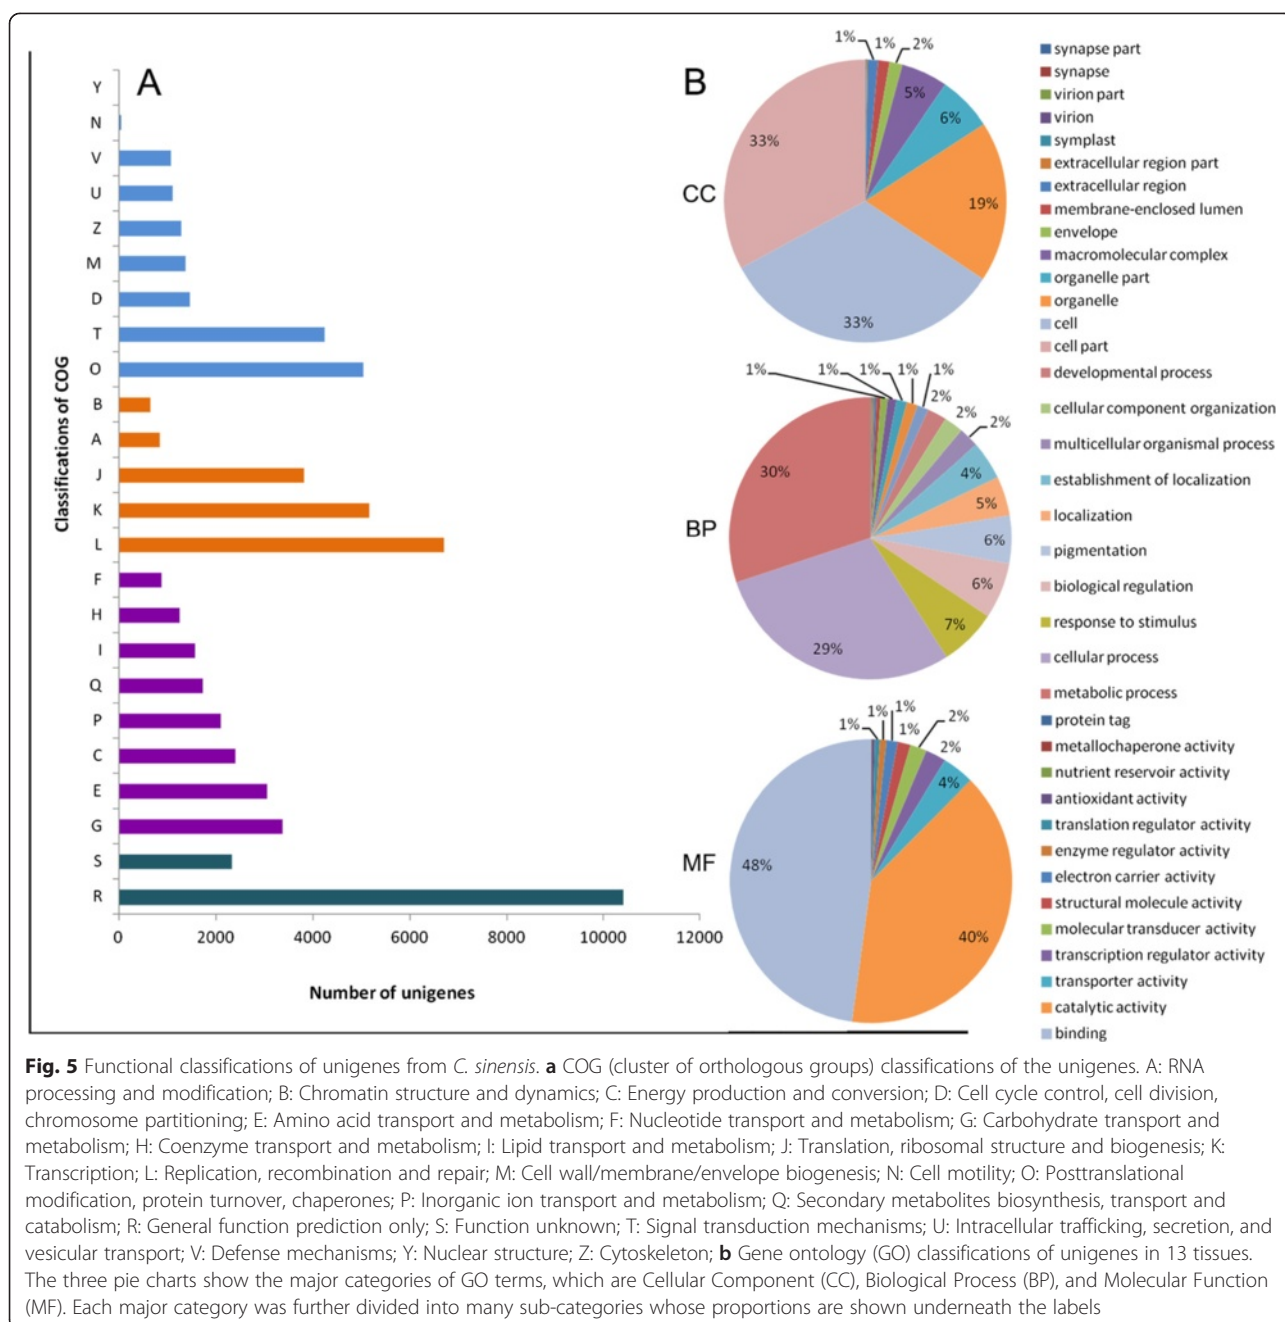 A
Y
N
V
U
Z
M
D
T
O
B
A
J
K
L
F
H
I
Q
P
C
E
G
S
R
Classifications of COG
0
2000
4000
6000
8000
10000
12000
Number of unigenes
B
CC
1%
1%
2%
5%
6%
19%
33%
33%
BP
1%
1%
1%
1%
1%
2%
2%
2%
4%
5%
6%
6%
7%
29%
30%
MF
1%
1%
1%
1%
2%
2%
4%
40%
48%
synapse part
synapse
virion part
virion
symplast
extracellular region part
extracellular region
membrane-enclosed lumen
envelope
macromolecular complex
organelle part
organelle
cell
cell part
developmental process
cellular component organization
multicellular organismal process
establishment of localization
localization
pigmentation
biological regulation
response to stimulus
cellular process
metabolic process
protein tag
metallochaperone activity
nutrient reservoir activity
antioxidant activity
translation regulator activity
enzyme regulator activity
electron carrier activity
structural molecule activity
molecular transducer activity
transcription regulator activity
transporter activity
catalytic activity
binding
Fig. 5 Functional classifications of unigenes from C. sinensis. a COG (cluster of orthologous groups) classifications of the unigenes. A: RNA
processing and modification; B: Chromatin structure and dynamics; C: Energy production and conversion; D: Cell cycle control, cell division,
chromosome partitioning; E: Amino acid transport and metabolism; F: Nucleotide transport and metabolism; G: Carbohydrate transport and
metabolism; H: Coenzyme transport and metabolism; I: Lipid transport and metabolism; J: Translation, ribosomal structure and biogenesis; K:
Transcription; L: Replication, recombination and repair; M: Cell wall/membrane/envelope biogenesis; N: Cell motility; O: Posttranslational
modification, protein turnover, chaperones; P: Inorganic ion transport and metabolism; Q: Secondary metabolites biosynthesis, transport and
catabolism; R: General function prediction only; S: Function unknown; T: Signal transduction mechanisms; U: Intracellular trafficking, secretion, and
vesicular transport; V: Defense mechanisms; Y: Nuclear structure; Z: Cytoskeleton; b Gene ontology (GO) classifications of unigenes in 13 tissues.
The three pie charts show the major categories of GO terms, which are Cellular Component (CC), Biological Process (BP), and Molecular Function
(MF). Each major category was further divided into many sub-categories whose proportions are shown underneath the labels